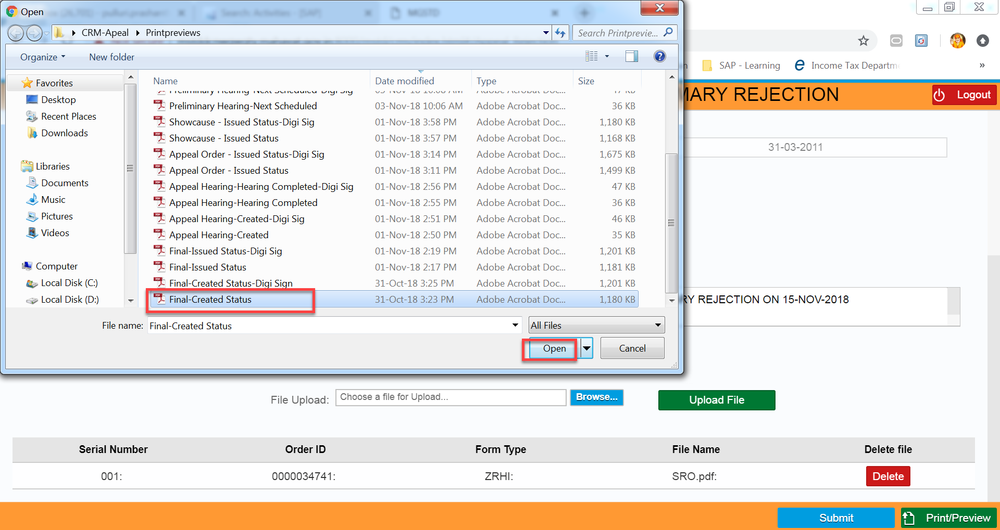 Open
Search: Activities - [SAP]
MGSTD
CRM-Apeal
Printpreviews
Search Printprevie...
Organize
New folder
SAP - Learning
Income Tax Departm
»
MARY REJECTION
Logout
Favorites
Desktop
Recent Places
Downloads
Libraries
Documents
Music
Pictures
Videos
Computer
Local Disk (C:)
Local Disk (D:)
Name Date modified Type Size
Preliminary Hearing-Next Scheduled-Digi Sig 03-Nov-18 10:08 AM Adobe Acrobat Doc... 47 KB
Preliminary Hearing-Next Scheduled 03-Nov-18 10:06 AM Adobe Acrobat Doc... 36 KB
Showcause - Issued Status-Digi Sig 01-Nov-18 3:58 PM Adobe Acrobat Doc... 1,180 KB
Showcause - Issued Status 01-Nov-18 3:57 PM Adobe Acrobat Doc... 1,168 KB
Appeal Order - Issued Status-Digi Sig 01-Nov-18 3:14 PM Adobe Acrobat Doc... 1,675 KB
Appeal Order - Issued Status 01-Nov-18 3:11 PM Adobe Acrobat Doc... 1,499 KB
Appeal Hearing-Hearing Completed-Digi Sig 01-Nov-18 2:56 PM Adobe Acrobat Doc... 47 KB
Appeal Hearing-Hearing Completed 01-Nov-18 2:55 PM Adobe Acrobat Doc... 36 KB
Appeal Hearing-Created-Digi Sig 01-Nov-18 2:51 PM Adobe Acrobat Doc... 46 KB
Appeal Hearing-Created 01-Nov-18 2:50 PM Adobe Acrobat Doc... 35 KB
Final-Issued Status-Digi Sig 01-Nov-18 2:19 PM Adobe Acrobat Doc... 1,201 KB
Final-Issued Status 01-Nov-18 2:17 PM Adobe Acrobat Doc... 1,181 KB
Final-Created Status-Digi Sign 31-Oct-18 3:25 PM Adobe Acrobat Doc... 1,201 KB
Final-Created Status 31-Oct-18 3:23 PM Adobe Acrobat Doc... 1,180 KB
File name: Final-Created Status All Files
Open Cancel
31-03-2011
RY REJECTION ON 15-NOV-2018
File Upload: Choose a file for Upload... Browse... Upload File
Serial Number Order ID Form Type File Name Delete file
001: 0000034741: ZRHI: SRO.pdf: Delete
Submit Print/Preview